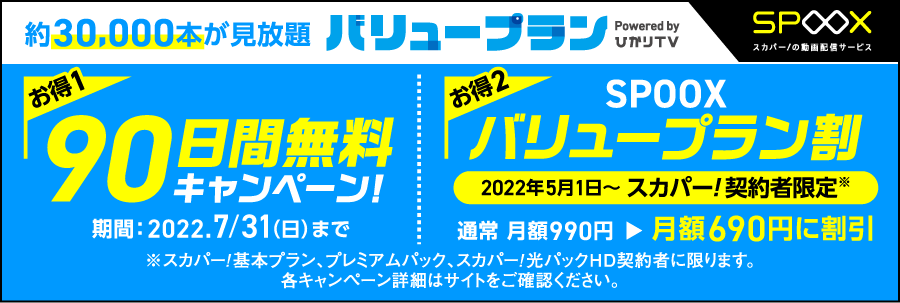 約30,000本が見放題 バリュープラン Powered by ひかりTV
SPOOX
スカパー!の動画配信サービス
お得1
90日間無料
キャンペーン!
期間:2022.7/31(日)まで
お得2
SPOOX
バリュープラン割
2022年5月1日~ スカパー!契約者限定※
通常 月額990円 ▶ 月額690円に割引
※スカパー!基本プラン、プレミアムパック、スカパー!光パックHD契約者に限ります。
各キャンペーン詳細はサイトをご確認ください。